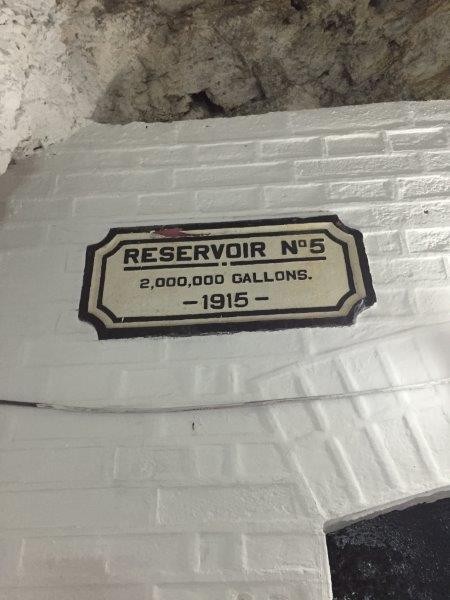 RESERVOIR Nº5
2,000,000 GALLONS.
-1915-